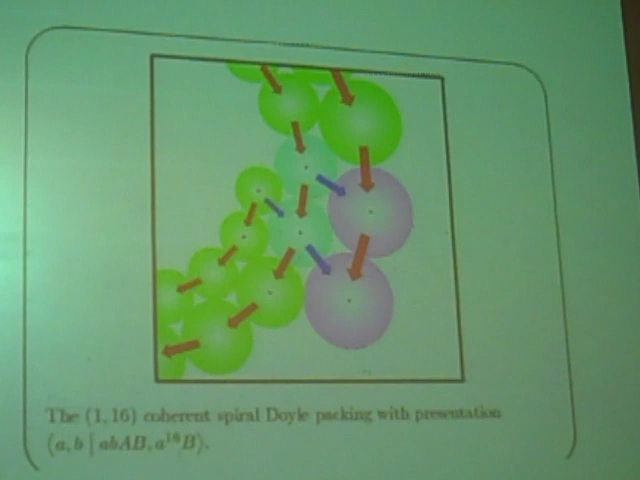 The (1, 16) coherent spiral Doyle packing with presentation
⟨a, b | abAB, a¹⁶B⟩.